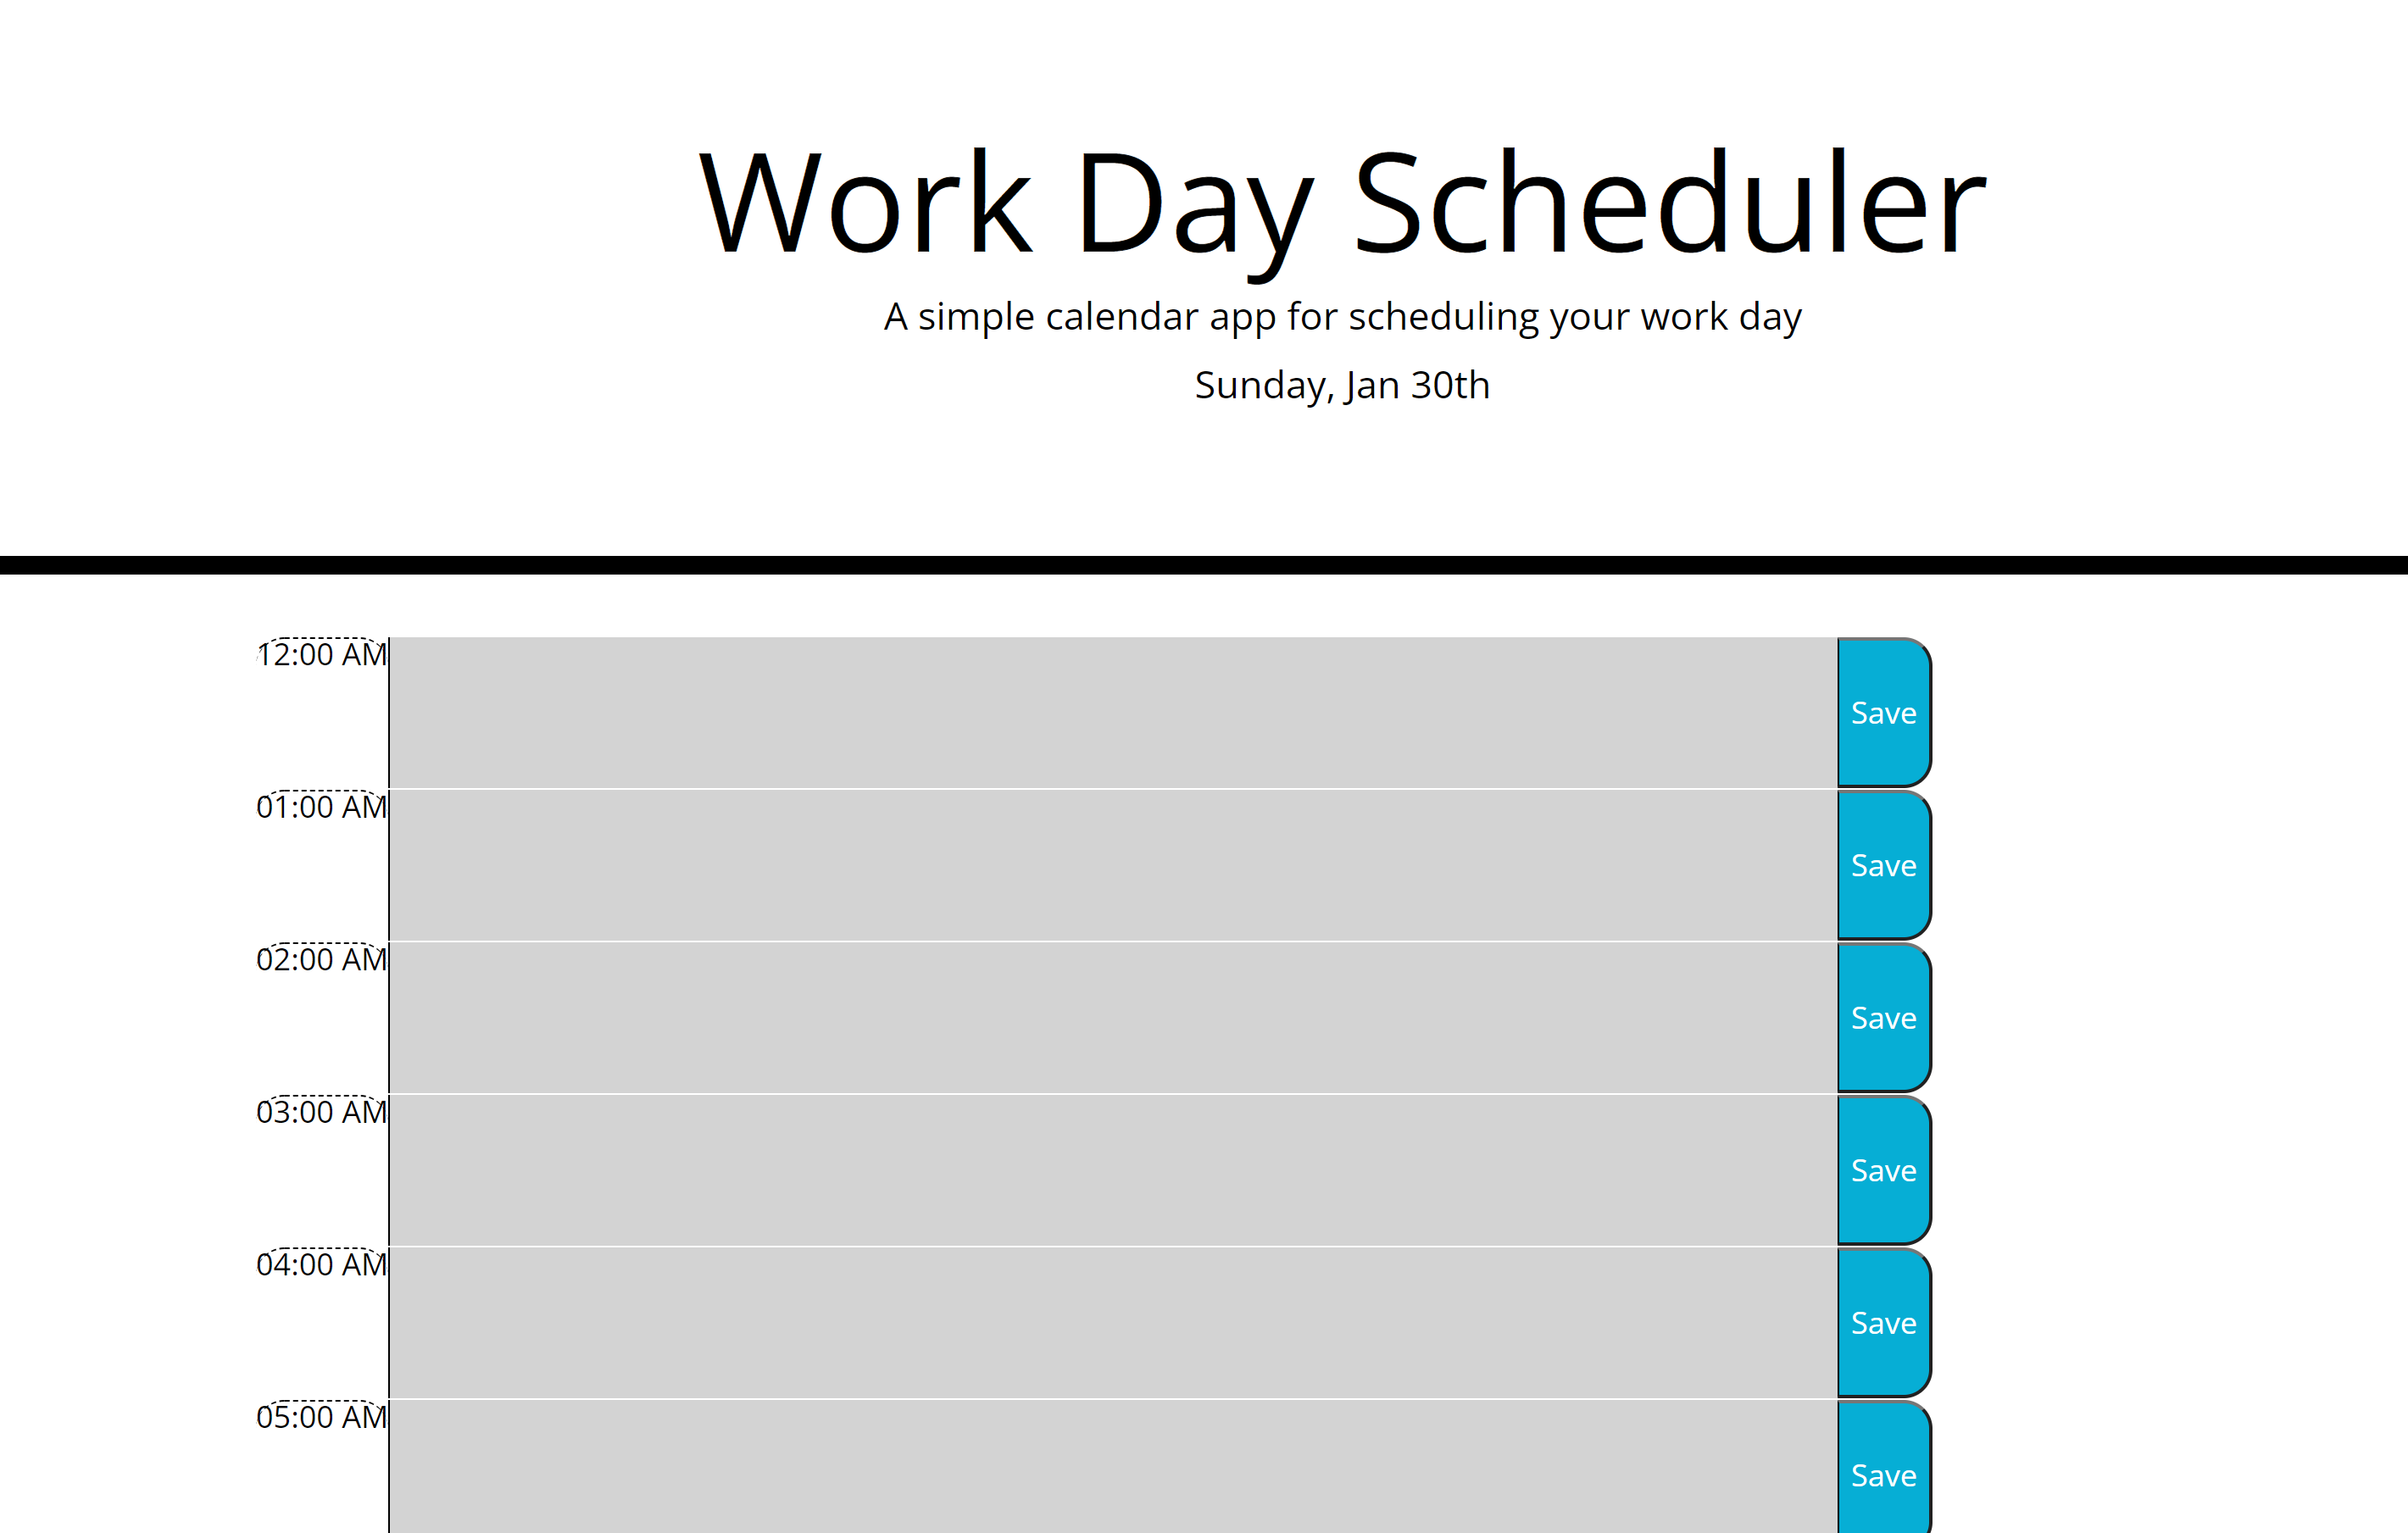 Work Day Scheduler
A simple calendar app for scheduling your work day
Sunday, Jan 30th
12:00 AM
Save
01:00 AM
Save
02:00 AM
Save
03:00 AM
Save
04:00 AM
Save
05:00 AM
Save